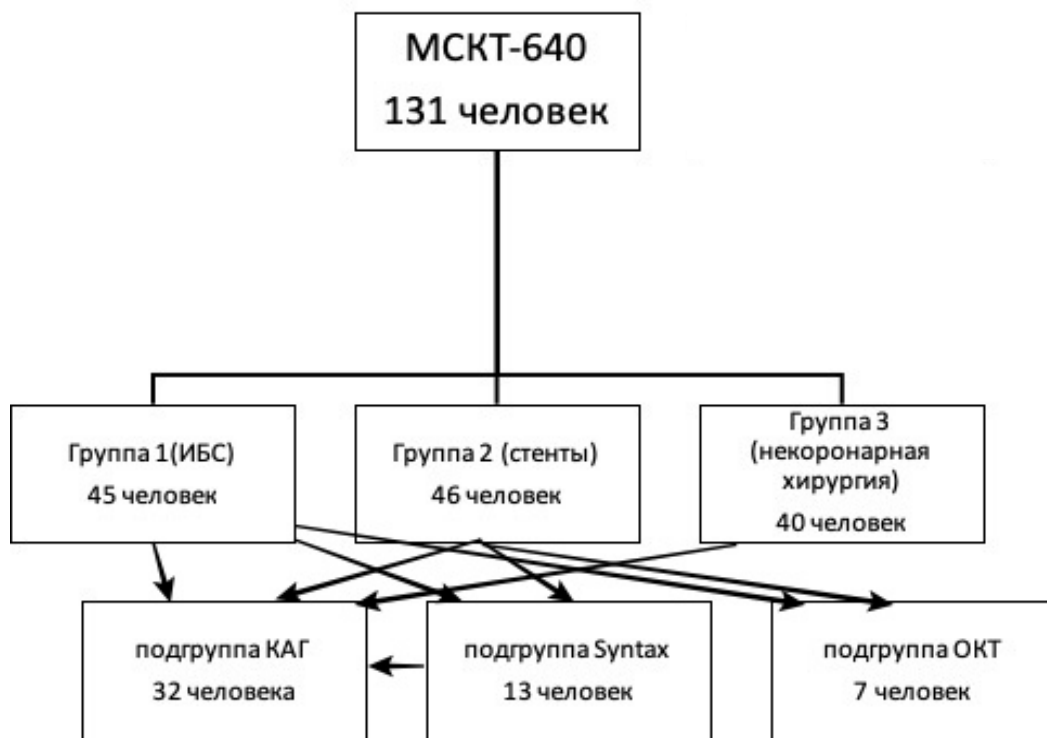 МСКТ-640
131 человек
Группа 1(ИБС)
45 человек
Группа 2 (стенты)
46 человек
Группа 3
(некоронарная
хирургия)
40 человек
подгруппа КАГ
32 человека
подгруппа Syntax
13 человек
подгруппа ОКТ
7 человек